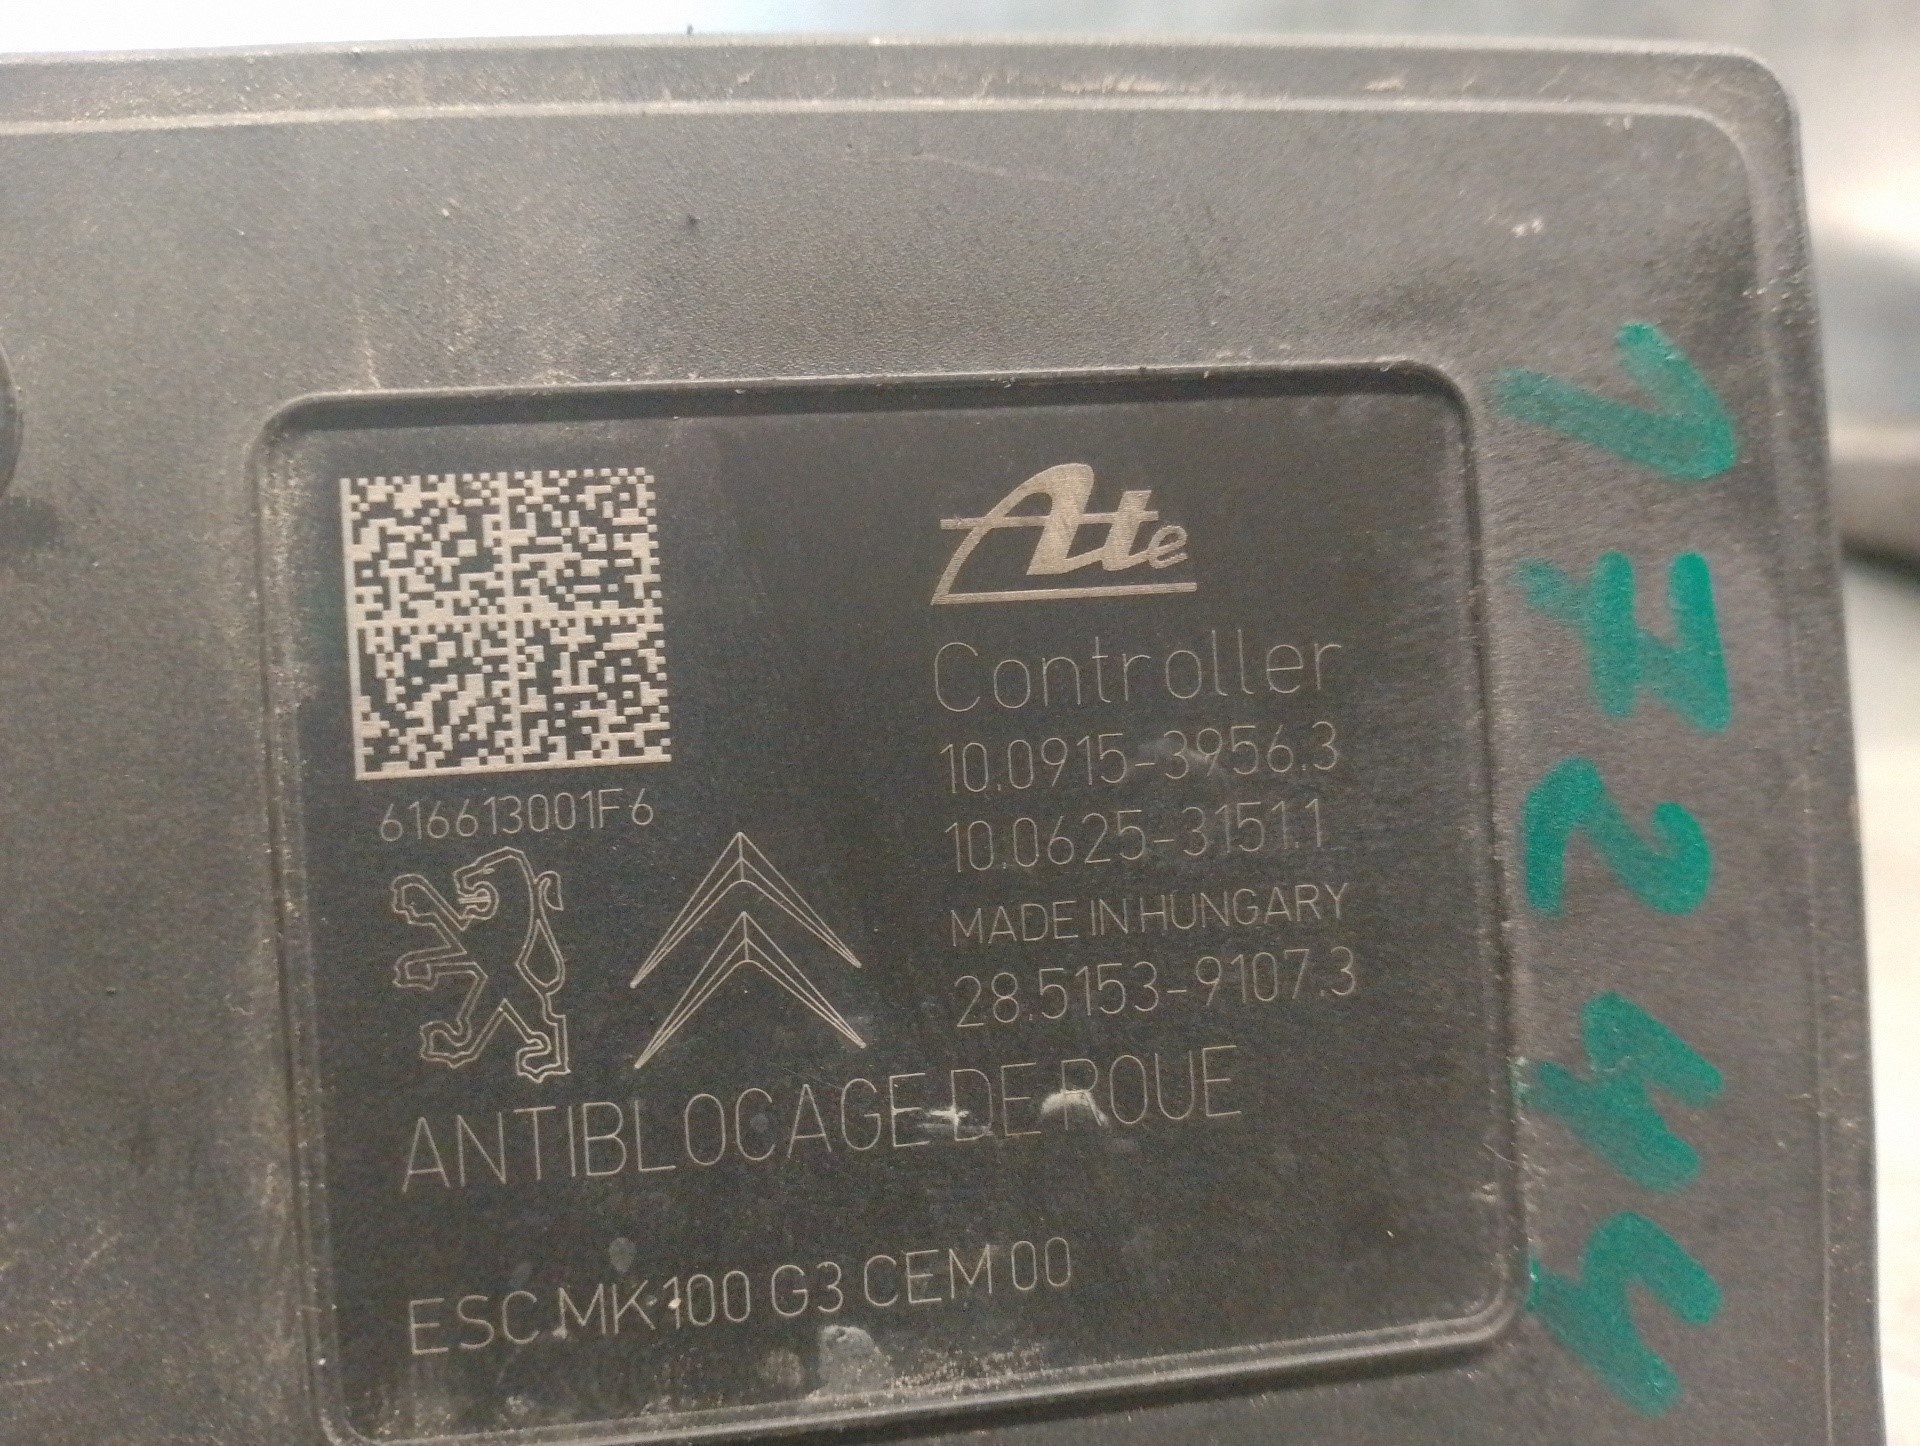 Ate
Controller
10.0915-3956.3
10.0625-3151.1
MADE IN HUNGARY
28.5153-9107.3
616613001F6
ANTIBLOCAGE DE ROUE
ESC MK100 G3 CEM 00
17244